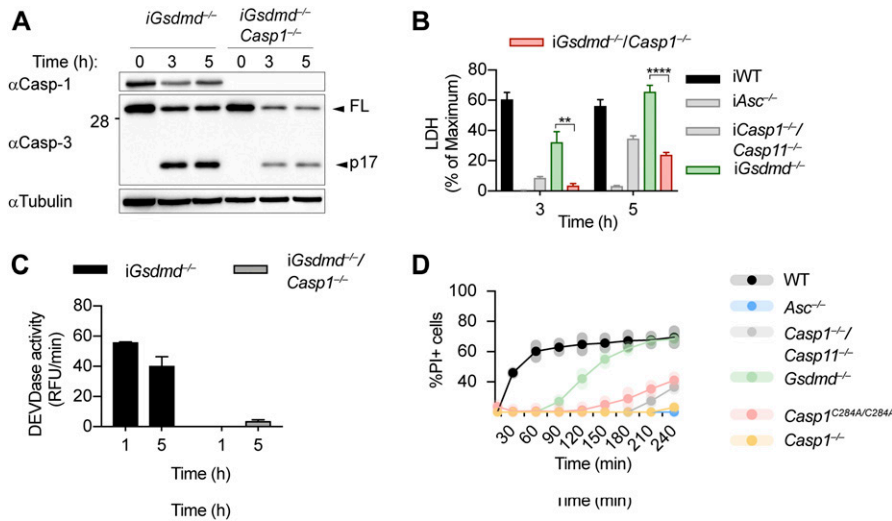 A
iGsdmd–/–
iGsdmd–/–
Casp1–/–
Time (h): 0 3 5 0 3 5
αCasp-1
28
FL
αCasp-3
p17
αTubulin
B
iGsdmd–/–/Casp1–/–
80
60
40
20
0
LDH
(% of Maximum)
**
****
3 5
Time (h)
iWT
iAsc–/–
iCasp1–/–/
Casp11–/–
iGsdmd–/–
C
iGsdmd–/–
iGsdmd–/–/
Casp1–/–
80
60
40
20
0
DEVDase activity
(RFU/min)
1 5 1 5
Time (h)
Time (h)
D
100
80
60
40
%PI+ cells
30 60 90 120 150 180 210 240
Time (min)
Time (min)
WT
Asc–/–
Casp1–/–/
Casp11–/–
Gsdmd–/–
Casp1C284A/C284A
Casp1–/–